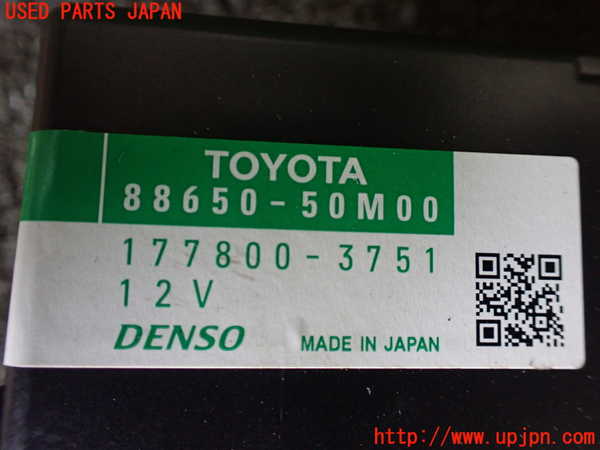 USED PARTS JAPAN
TOYOTA
88650-50M00
177800-3751
12V
DENSO
MADE IN JAPAN
http://www.upjpn.com/